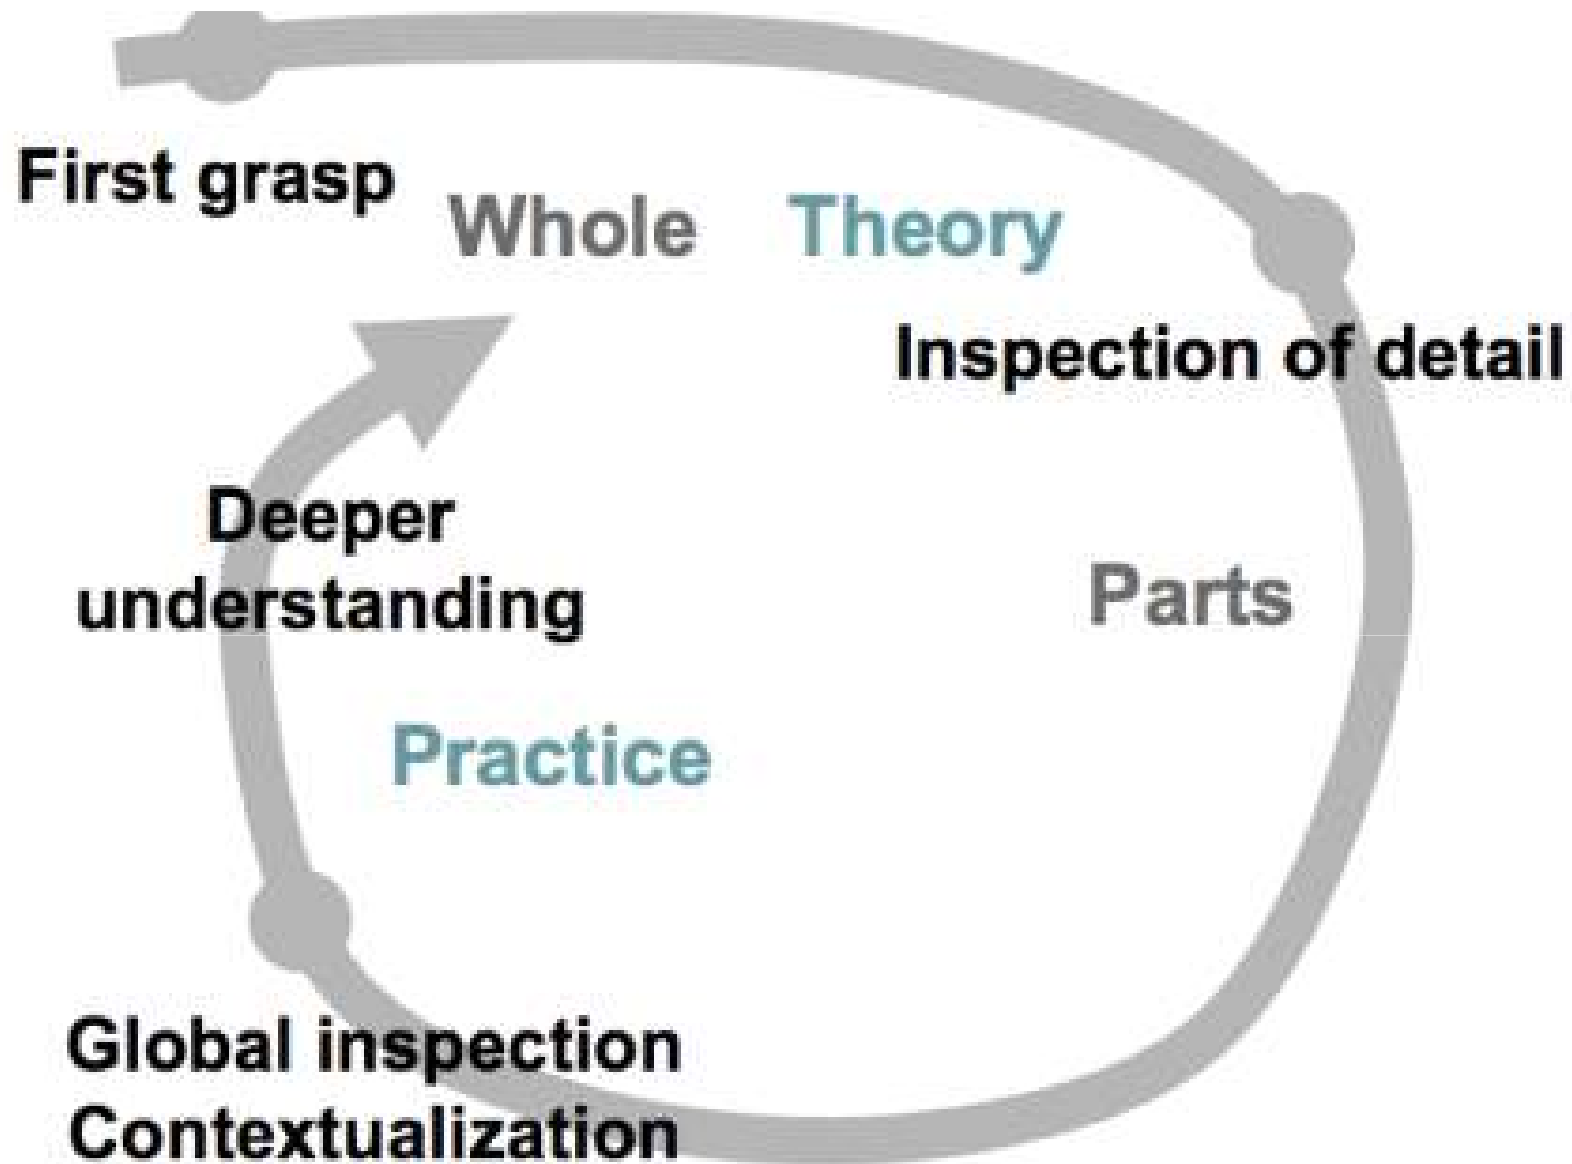 First grasp
Whole
Theory
Inspection of detail
Deeper
understanding
Parts
Practice
Global inspection
Contextualization